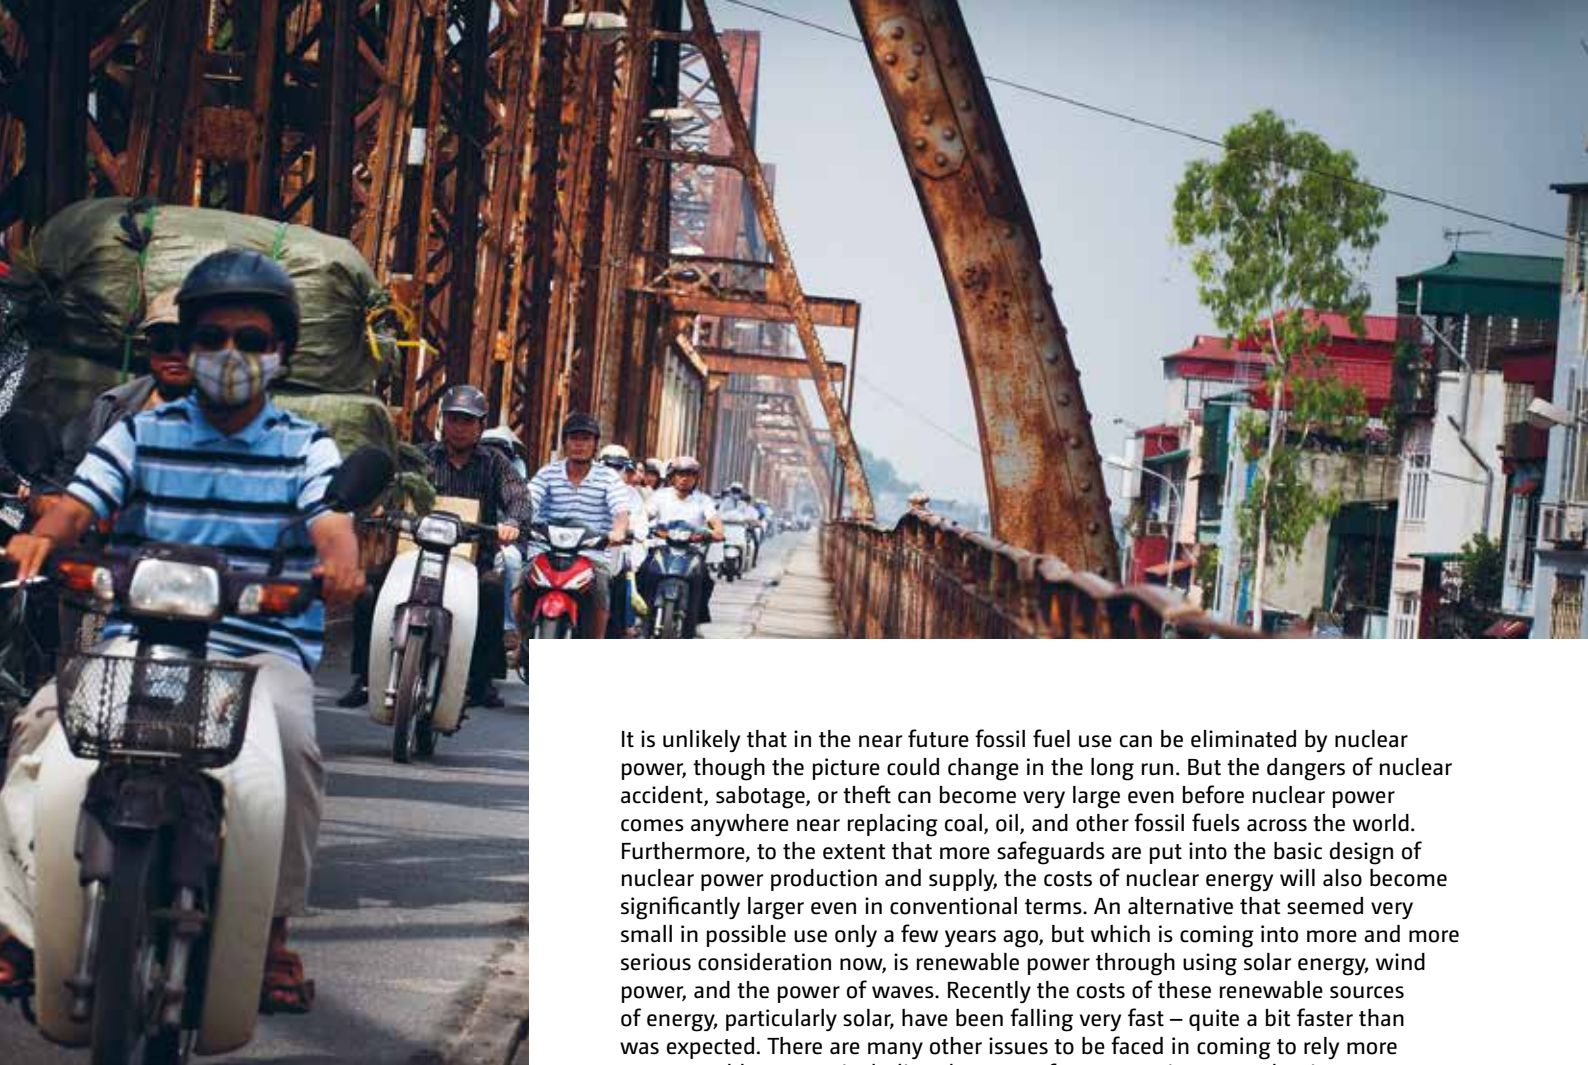 It is unlikely that in the near future fossil fuel use can be eliminated by nuclear
power, though the picture could change in the long run. But the dangers of nuclear
accident, sabotage, or theft can become very large even before nuclear power
comes anywhere near replacing coal, oil, and other fossil fuels across the world.
Furthermore, to the extent that more safeguards are put into the basic design of
nuclear power production and supply, the costs of nuclear energy will also become
significantly larger even in conventional terms. An alternative that seemed very
small in possible use only a few years ago, but which is coming into more and more
serious consideration now, is renewable power through using solar energy, wind
power, and the power of waves. Recently the costs of these renewable sources
of energy, particularly solar, have been falling very fast – quite a bit faster than
was expected. There are many other issues to be faced in coming to rely more